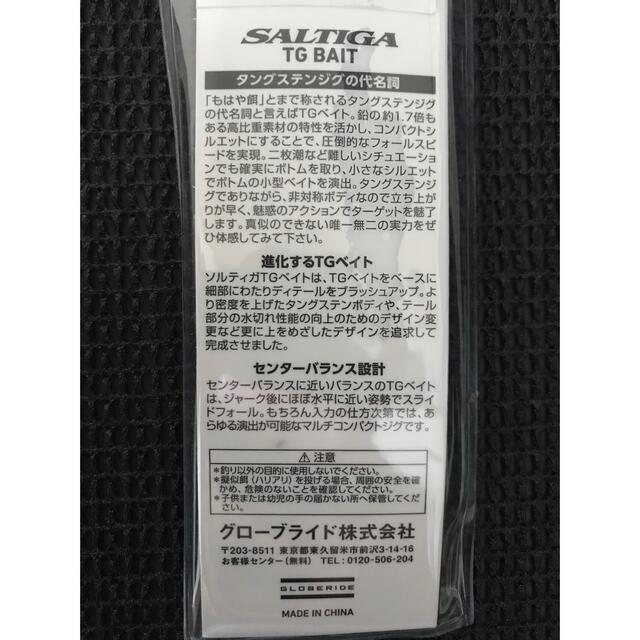 SALTIGA
TG BAIT
タングステンジグの代名詞
「もはや餌」とまで称されるタングステンジグ
の代名詞と言えばTGベイト。鉛の約1.7倍も
ある高比重素材の特性を活かし、コンパクトシ
ルエットにすることで、圧倒的なフォールスピ
ードを実現。二枚潮など難しいシチュエーション
でも確実にボトムを取り、小さなシルエット
でボトムの小型ベイトを演出。タングステンジ
グでありながら、非対称ボディなので立ち上が
りが早く、魅惑のアクションでターゲットを魅了
します。真似のできない唯一無二の実力をぜ
ひ体感してみて下さい。
進化するTGベイト
ソルティガTGベイトは、TGベイトをベースに
細部にわたりディテールをブラッシュアップ。よ
り密度を上げたタングステンボディや、テール
部分の水切れ性能の向上のためのデザイン変
更など更に上をめざしたデザインを追求して
完成させました。
センターバランス設計
センターバランスに近いバランスのTGベイト
は、ジャーク後にほぼ水平に近い姿勢でスライ
ドフォール。もちろん入力の仕方次第では、あ
らゆる演出が可能なマルチコンパクトジグです。
⚠ 注意
*釣り以外の目的に使用しないでください。
*擬似餌(ハリアリ)を投げる場合、周囲の安全を確
かめ、危険のないことを確認してください。
*子供または幼児の手の届かない所へ保管してくださ
い。
グローブライド株式会社
〒203-8511 東京都東久留米市前沢3-14-16
お客様センター(無料) TEL:0120-506-204
GLOBERIDE
MADE IN CHINA